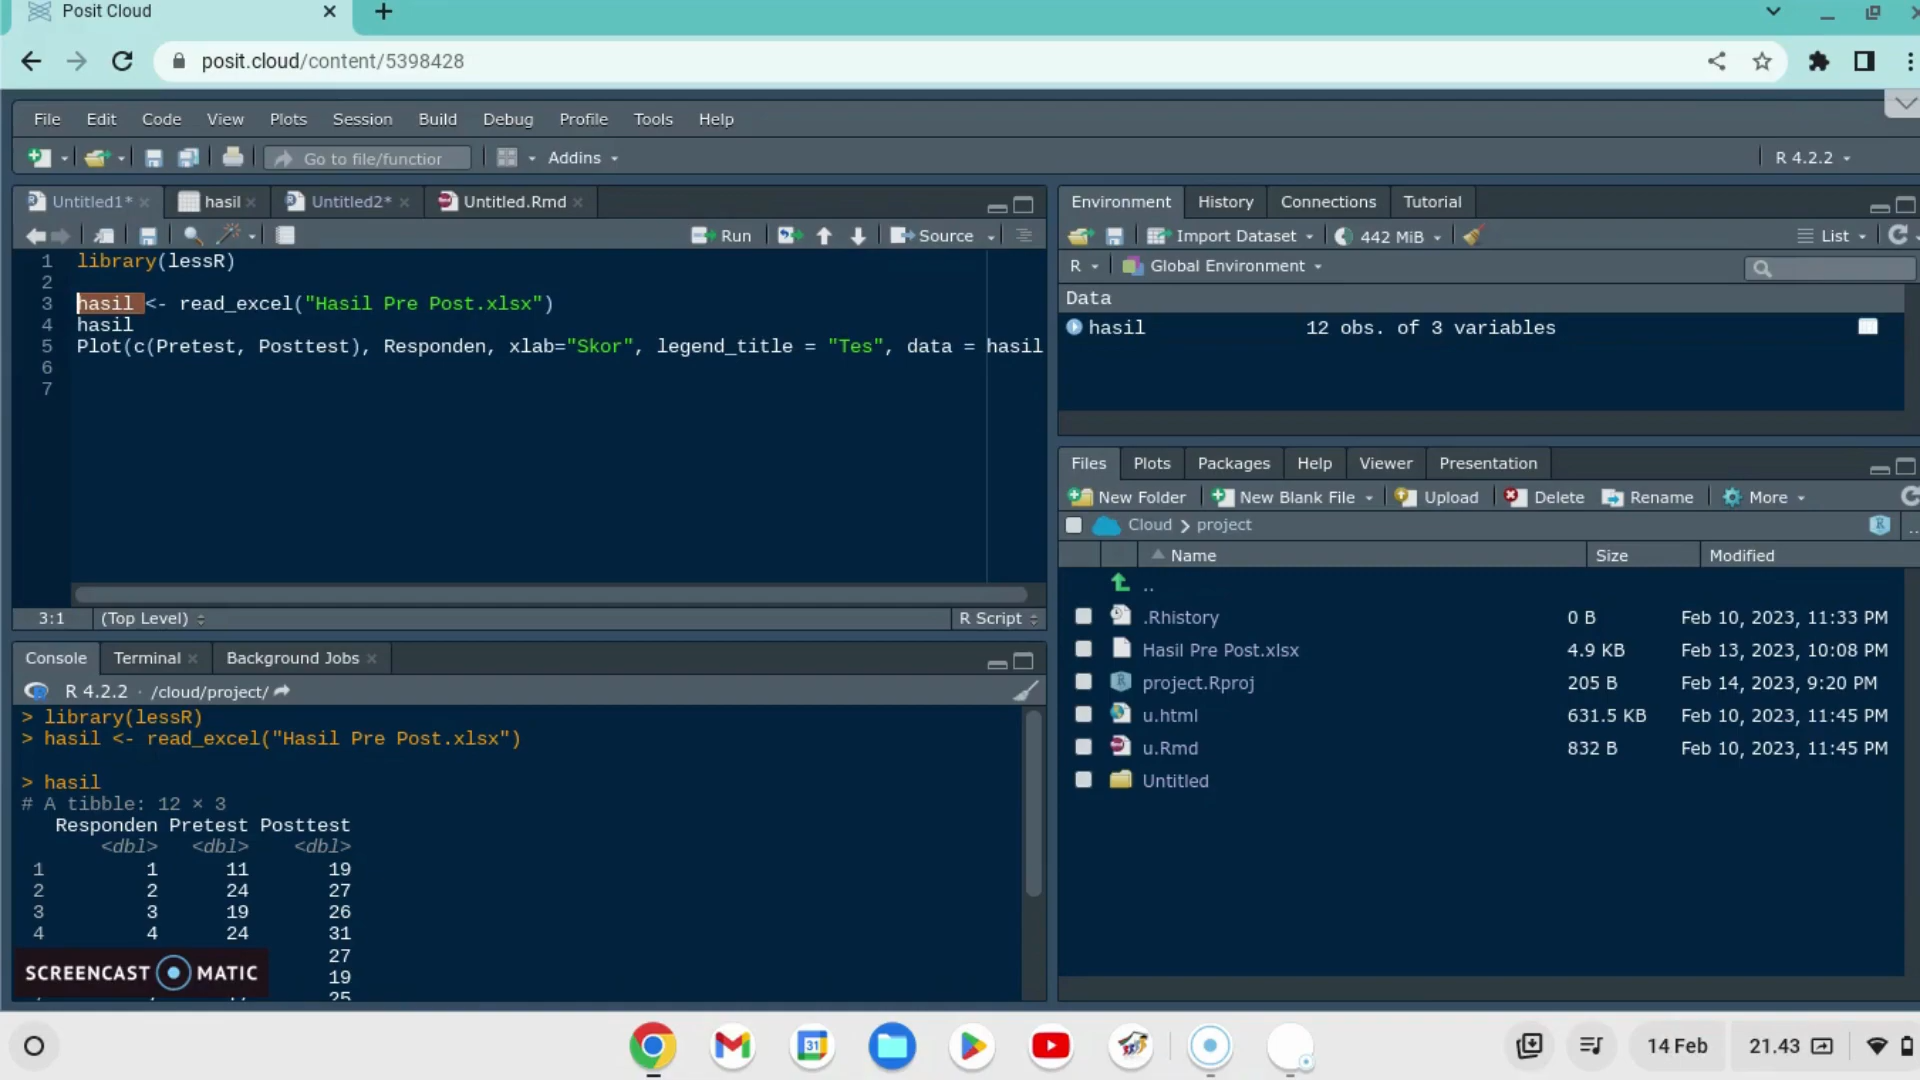 Posit Cloud
posit.cloud/content/5398428
File Edit Code View Plots Session Build Debug Profile Tools Help
Go to file/function Addins R 4.2.2
Untitled1* hasil Untitled2* Untitled.Rmd
Run Source
1 library(lessR)
2
3 hasil <- read_excel("Hasil Pre Post.xlsx")
4 hasil
5 Plot(c(Pretest, Posttest), Responden, xlab="Skor", legend_title = "Tes", data = hasil
6
7
3:1 (Top Level) R Script
Console Terminal Background Jobs
R 4.2.2 · /cloud/project/
> library(lessR)
> hasil <- read_excel("Hasil Pre Post.xlsx")
> hasil
# A tibble: 12 × 3
Responden Pretest Posttest
<dbl> <dbl> <dbl>
1 1 11 19
2 2 24 27
3 3 19 26
4 4 24 31
27
19
25
SCREENCAST MATIC
Environment History Connections Tutorial
Import Dataset 442 MiB List
R Global Environment
Data
hasil 12 obs. of 3 variables
Files Plots Packages Help Viewer Presentation
New Folder New Blank File Upload Delete Rename More
Cloud project
Name Size Modified
..
.Rhistory 0 B Feb 10, 2023, 11:33 PM
Hasil Pre Post.xlsx 4.9 KB Feb 13, 2023, 10:08 PM
project.Rproj 205 B Feb 14, 2023, 9:20 PM
u.html 631.5 KB Feb 10, 2023, 11:45 PM
u.Rmd 832 B Feb 10, 2023, 11:45 PM
Untitled
31
14 Feb 21.43